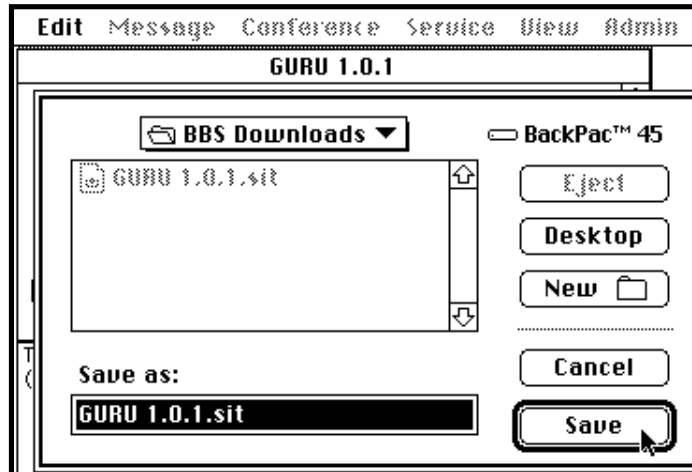 Edit Message Conference Service View Admin
GURU 1.0.1
BBS Downloads
BackPac™ 45
GURU 1.0.1.sit
Eject
Desktop
New
Save as:
Cancel
GURU 1.0.1.sit
Save
T
(